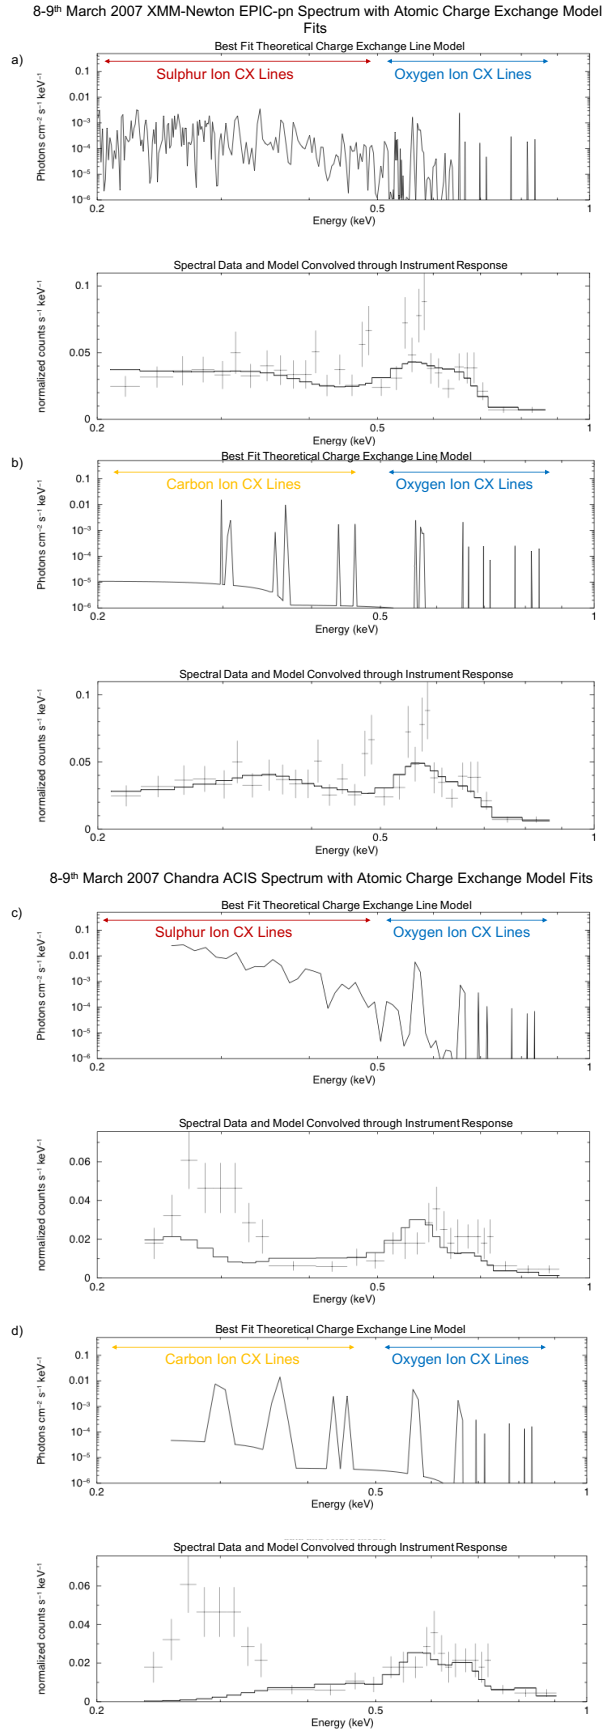 8-9th March 2007 XMM-Newton EPIC-pn Spectrum with Atomic Charge Exchange Model
Fits
a)
Best Fit Theoretical Charge Exchange Line Model
Sulphur Ion CX Lines
Oxygen Ion CX Lines
Photons cm⁻² s⁻¹ keV⁻¹
0.1
0.01
10⁻³
10⁻⁴
10⁻⁵
10⁻⁶
0.2
0.5
1
Energy (keV)
Spectral Data and Model Convolved through Instrument Response
normalized counts s⁻¹ keV⁻¹
0.1
0.05
0
0.2
0.5
1
Energy (keV)
b)
Best Fit Theoretical Charge Exchange Line Model
Carbon Ion CX Lines
Oxygen Ion CX Lines
Photons cm⁻² s⁻¹ keV⁻¹
0.1
0.01
10⁻³
10⁻⁴
10⁻⁵
10⁻⁶
0.2
0.5
1
Energy (keV)
Spectral Data and Model Convolved through Instrument Response
normalized counts s⁻¹ keV⁻¹
0.1
0.05
0
0.2
0.5
1
Energy (keV)
8-9th March 2007 Chandra ACIS Spectrum with Atomic Charge Exchange Model Fits
c)
Best Fit Theoretical Charge Exchange Line Model
Sulphur Ion CX Lines
Oxygen Ion CX Lines
Photons cm⁻² s⁻¹ keV⁻¹
0.1
0.01
10⁻³
10⁻⁴
10⁻⁵
10⁻⁶
0.2
0.5
1
Energy (keV)
Spectral Data and Model Convolved through Instrument Response
normalized counts s⁻¹ keV⁻¹
0.06
0.04
0.02
0
0.2
0.5
1
Energy (keV)
d)
Best Fit Theoretical Charge Exchange Line Model
Carbon Ion CX Lines
Oxygen Ion CX Lines
Photons cm⁻² s⁻¹ keV⁻¹
0.1
0.01
10⁻³
10⁻⁴
10⁻⁵
10⁻⁶
0.2
0.5
1
Energy (keV)
Spectral Data and Model Convolved through Instrument Response
normalized counts s⁻¹ keV⁻¹
0.06
0.04
0.02
0
0.2
0.5
1
Energy (keV)